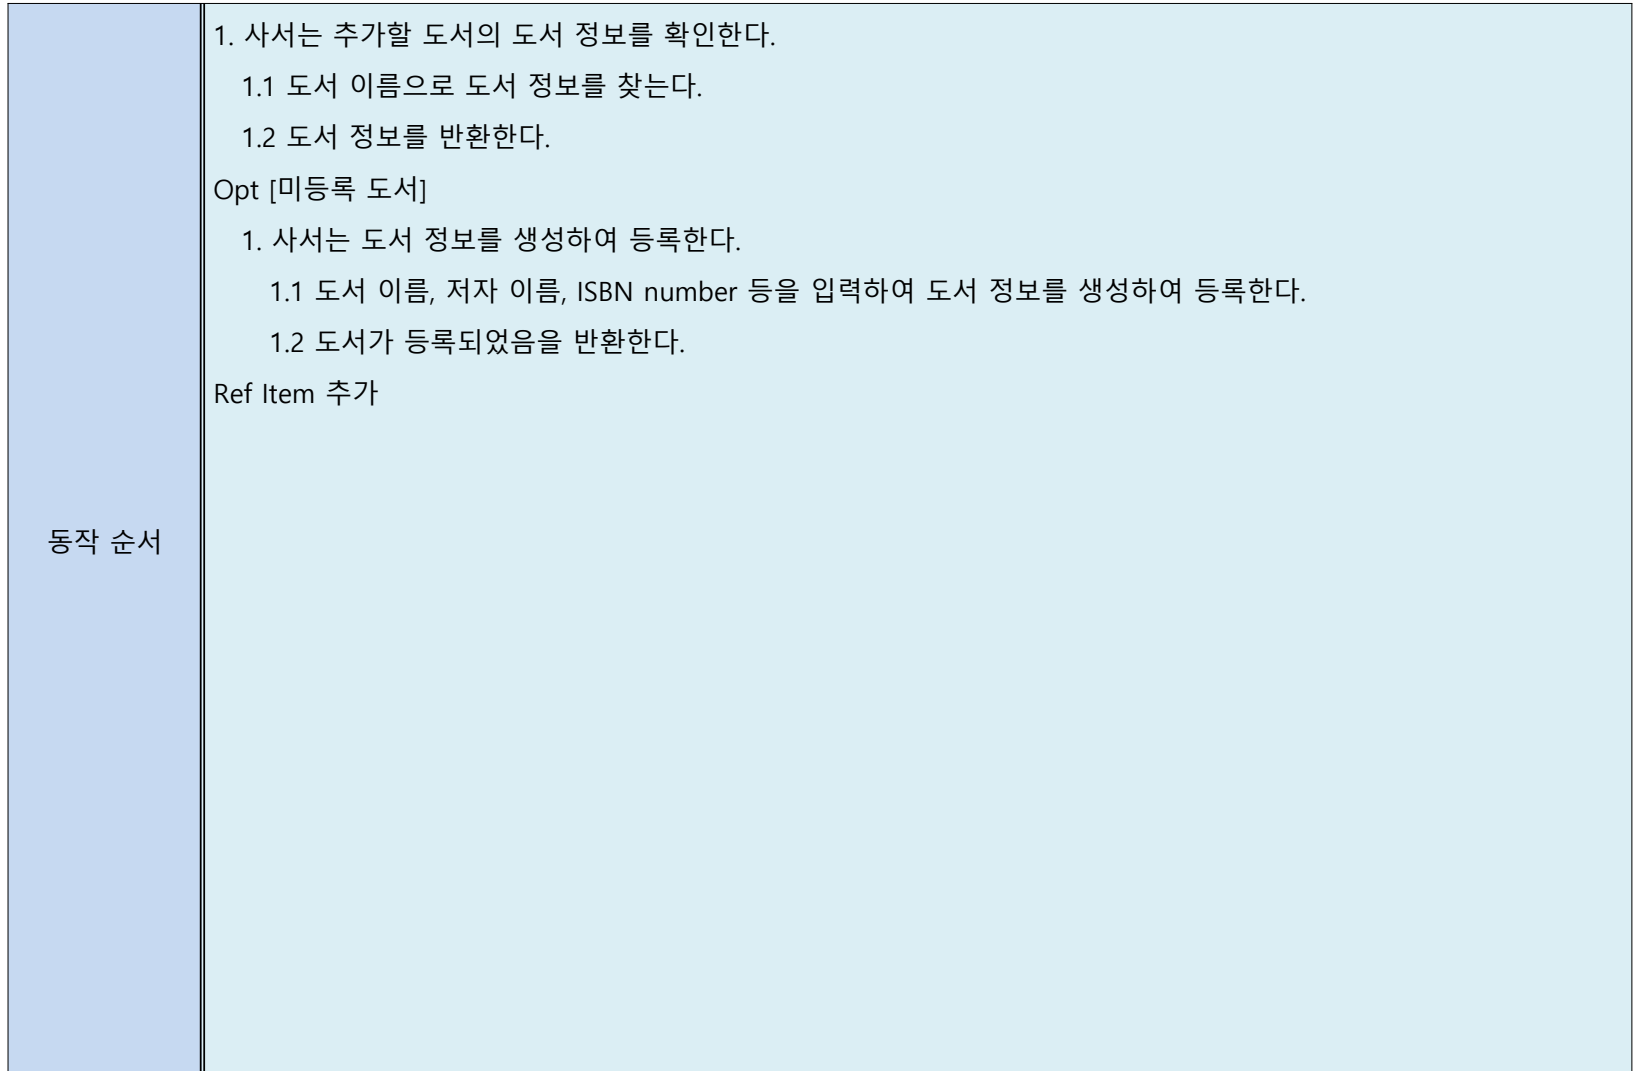 1. 사서는 추가할 도서의 도서 정보를 확인한다.
1.1 도서 이름으로 도서 정보를 찾는다.
1.2 도서 정보를 반환한다.
Opt [미등록 도서]
1. 사서는 도서 정보를 생성하여 등록한다.
1.1 도서 이름, 저자 이름, ISBN number 등을 입력하여 도서 정보를 생성하여 등록한다.
1.2 도서가 등록되었음을 반환한다.
Ref Item 추가
동작 순서